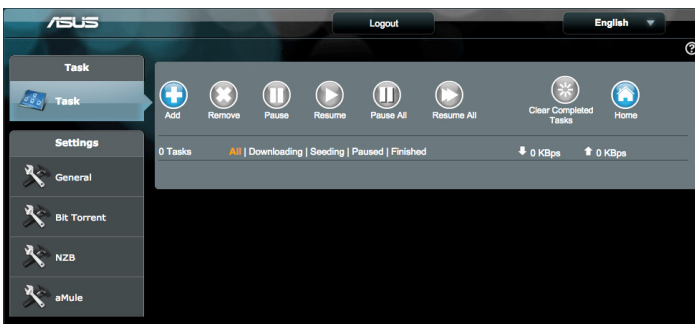 ASUS
Logout
English
Task
Task
Add
Remove
Pause
Resume
Pause All
Resume All
Clear Completed
Tasks
Home
0 Tasks
All | Downloading | Seeding | Paused | Finished
0 KBps
0 KBps
Settings
General
Bit Torrent
NZB
aMule
?